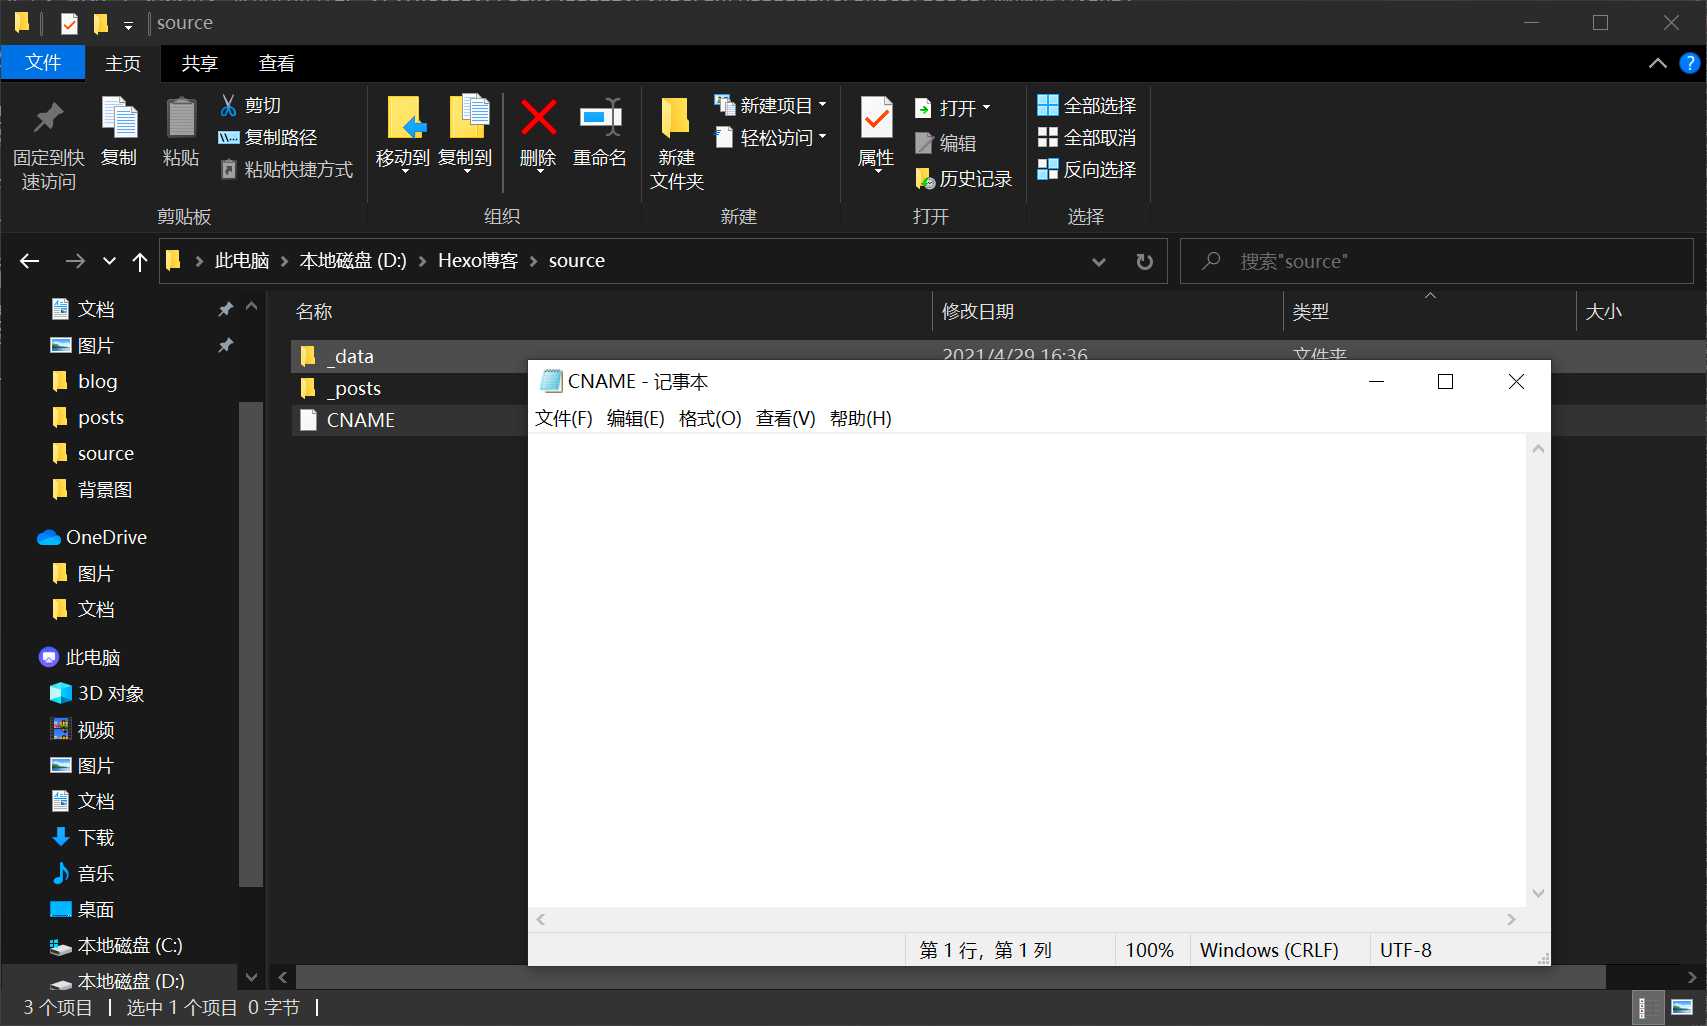 source
文件 主页 共享 查看
固定到快速访问
复制
粘贴
剪切
复制路径
粘贴快捷方式
移动到
复制到
删除
重命名
新建
文件夹
新建项目
轻松访问
属性
打开
编辑
历史记录
全部选择
全部取消
反向选择
剪贴板 组织 新建 打开 选择
此电脑 本地磁盘 (D:) Hexo博客 source
搜索"source"
名称 修改日期 类型 大小
文档
图片
blog
posts
source
背景图
OneDrive
图片
文档
此电脑
3D 对象
视频
图片
文档
下载
音乐
桌面
本地磁盘 (C:)
本地磁盘 (D:)
_data 2021/4/29 16:36 文件夹
_posts
CNAME
CNAME - 记事本
文件(F) 编辑(E) 格式(O) 查看(V) 帮助(H)
第 1 行，第 1 列 100% Windows (CRLF) UTF-8
3 个项目 选中 1 个项目 0 字节